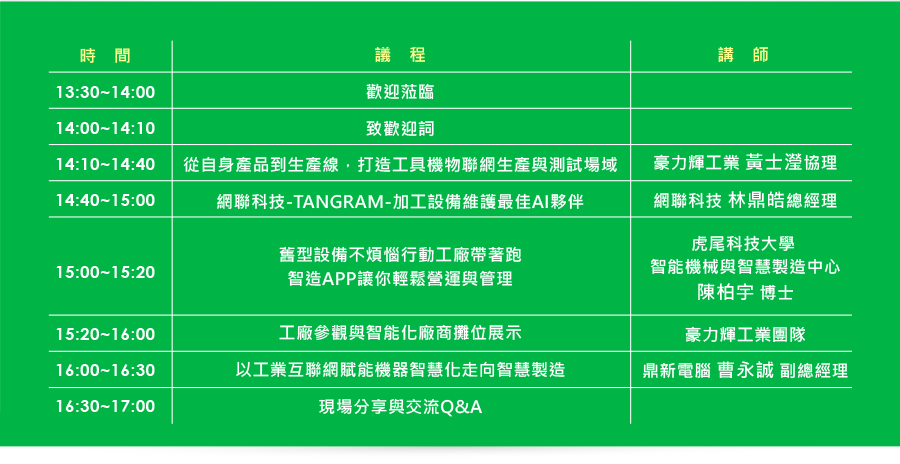 時 間 議 程 講 師
13:30~14:00 歡迎蒞臨
14:00~14:10 致歡迎詞
14:10~14:40 從自身產品到生產線，打造工具機物聯網生產與測試場域 豪力輝工業 黃士瀅協理
14:40~15:00 網聯科技-TANGRAM-加工設備維護最佳AI夥伴 網聯科技 林鼎皓總經理
15:00~15:20
舊型設備不煩惱行動工廠帶著跑
智造APP讓你輕鬆營運與管理
虎尾科技大學
智能機械與智慧製造中心
陳柏宇 博士
15:20~16:00 工廠參觀與智能化廠商攤位展示 豪力輝工業團隊
16:00~16:30 以工業互聯網賦能機器智慧化走向智慧製造 鼎新電腦 曹永誠 副總經理
16:30~17:00 現場分享與交流Q&A